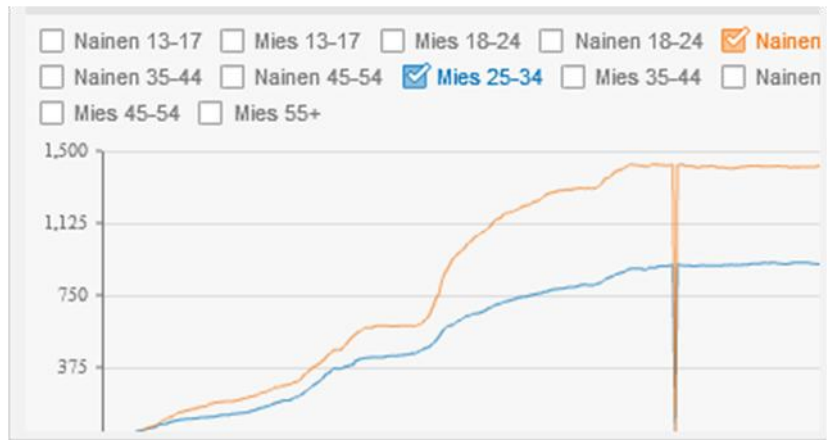 Nainen 13-17 Mies 13-17 Mies 18-24 Nainen 18-24 Nainen
Nainen 35-44 Nainen 45-54 Mies 25-34 Mies 35-44 Nainen
Mies 45-54 Mies 55+
1,500
1,125
750
375